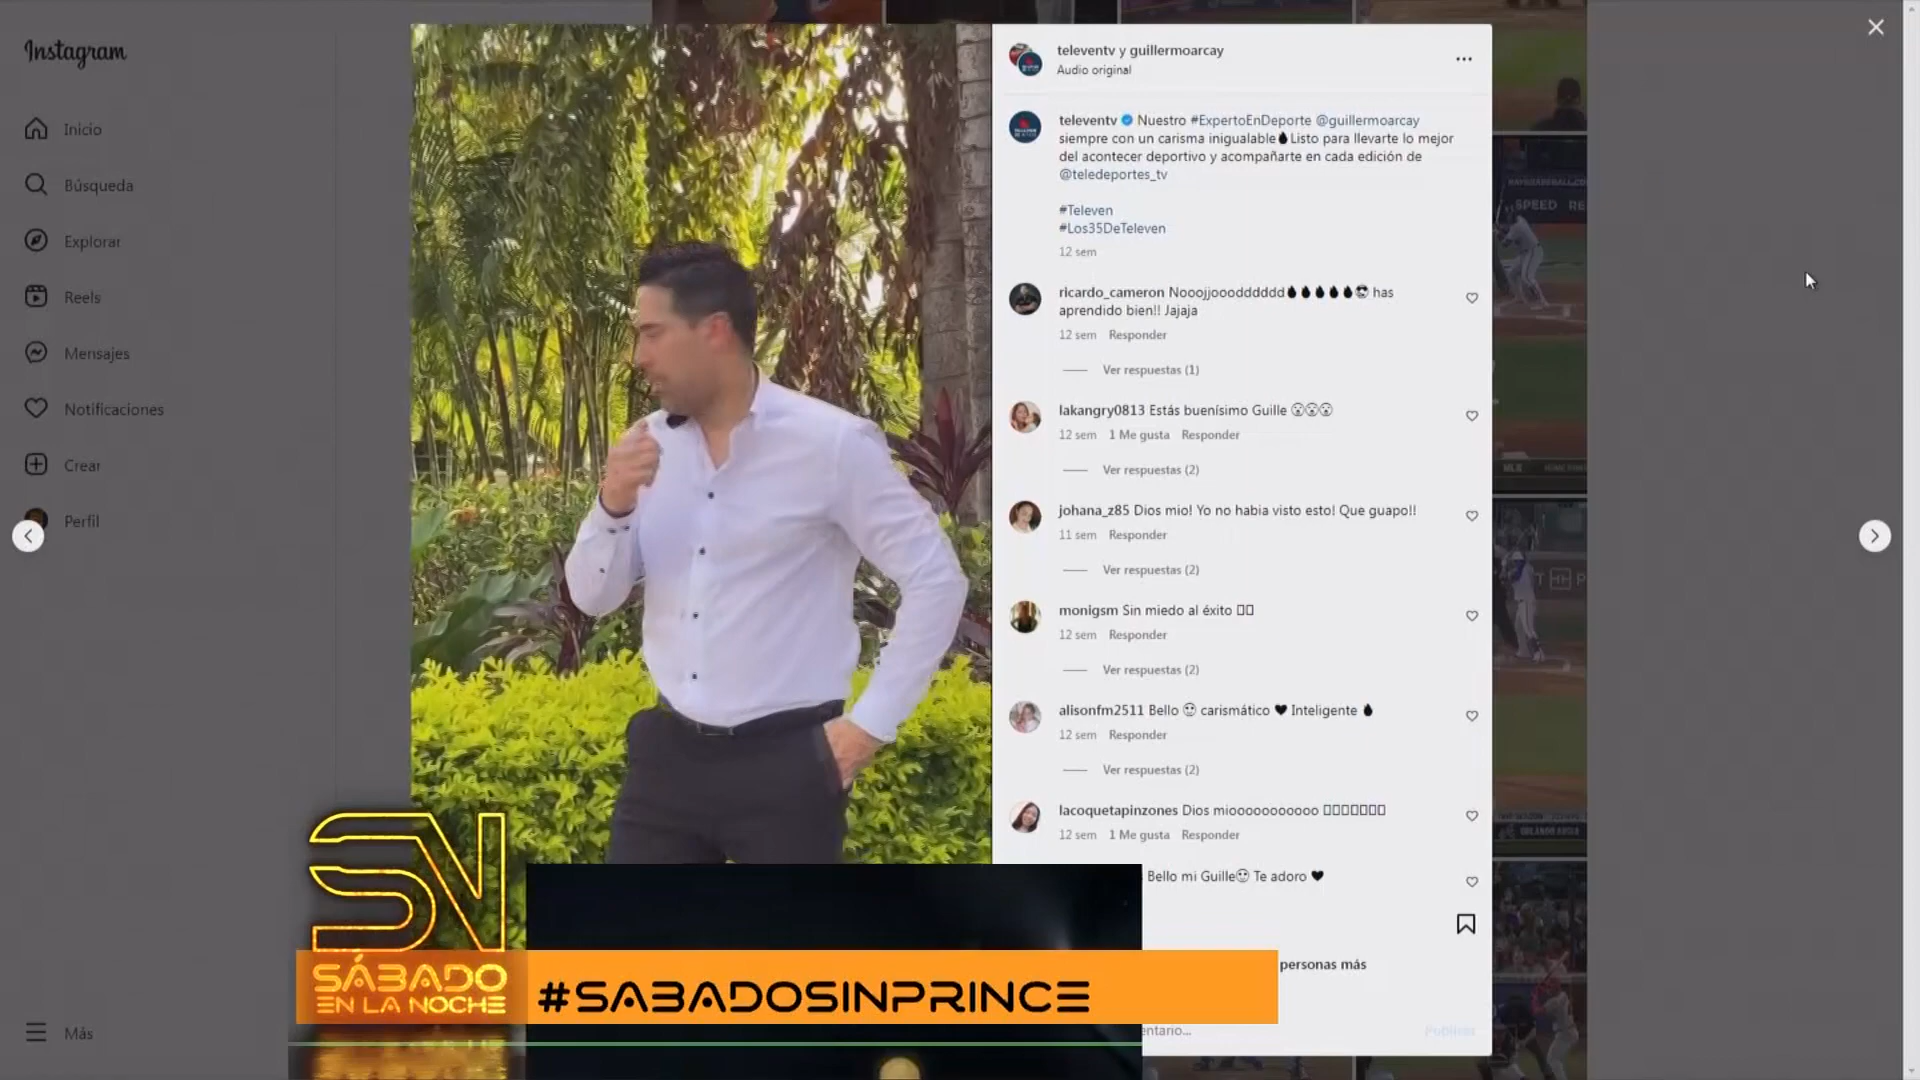 Instagram
Inicio
Búsqueda
Explorar
Reels
Mensajes
Notificaciones
Crear
Perfil
Más
televentv y guillermoarcay
Audio original
televentv Nuestro #ExpertoEnDeporte @guillermoarcay
siempre con un carisma inigualable Listo para llevarte lo mejor
del acontecer deportivo y acompañarte en cada edición de
@teledeportes_tv
#Televen
#Los35DeTeleven
12 sem
ricardo_cameron Nooojjooodddddd has
aprendido bien!! Jajaja
12 sem Responder
Ver respuestas (1)
lakangry0813 Estás buenísimo Guille
12 sem 1 Me gusta Responder
Ver respuestas (2)
johana_z85 Dios mio! Yo no habia visto esto! Que guapo!!
11 sem Responder
Ver respuestas (2)
monigsm Sin miedo al éxito
12 sem Responder
Ver respuestas (2)
alisonfm2511 Bello carismático Inteligente
12 sem Responder
Ver respuestas (2)
lacoquetapinzones Dios miooooooooooo
12 sem 1 Me gusta Responder
Bello mi Guille Te adoro
personas más
entario...
Publicar
SPEED
SN
SÁBADO
EN LA NOCHE
#SABADOSINPRINCE